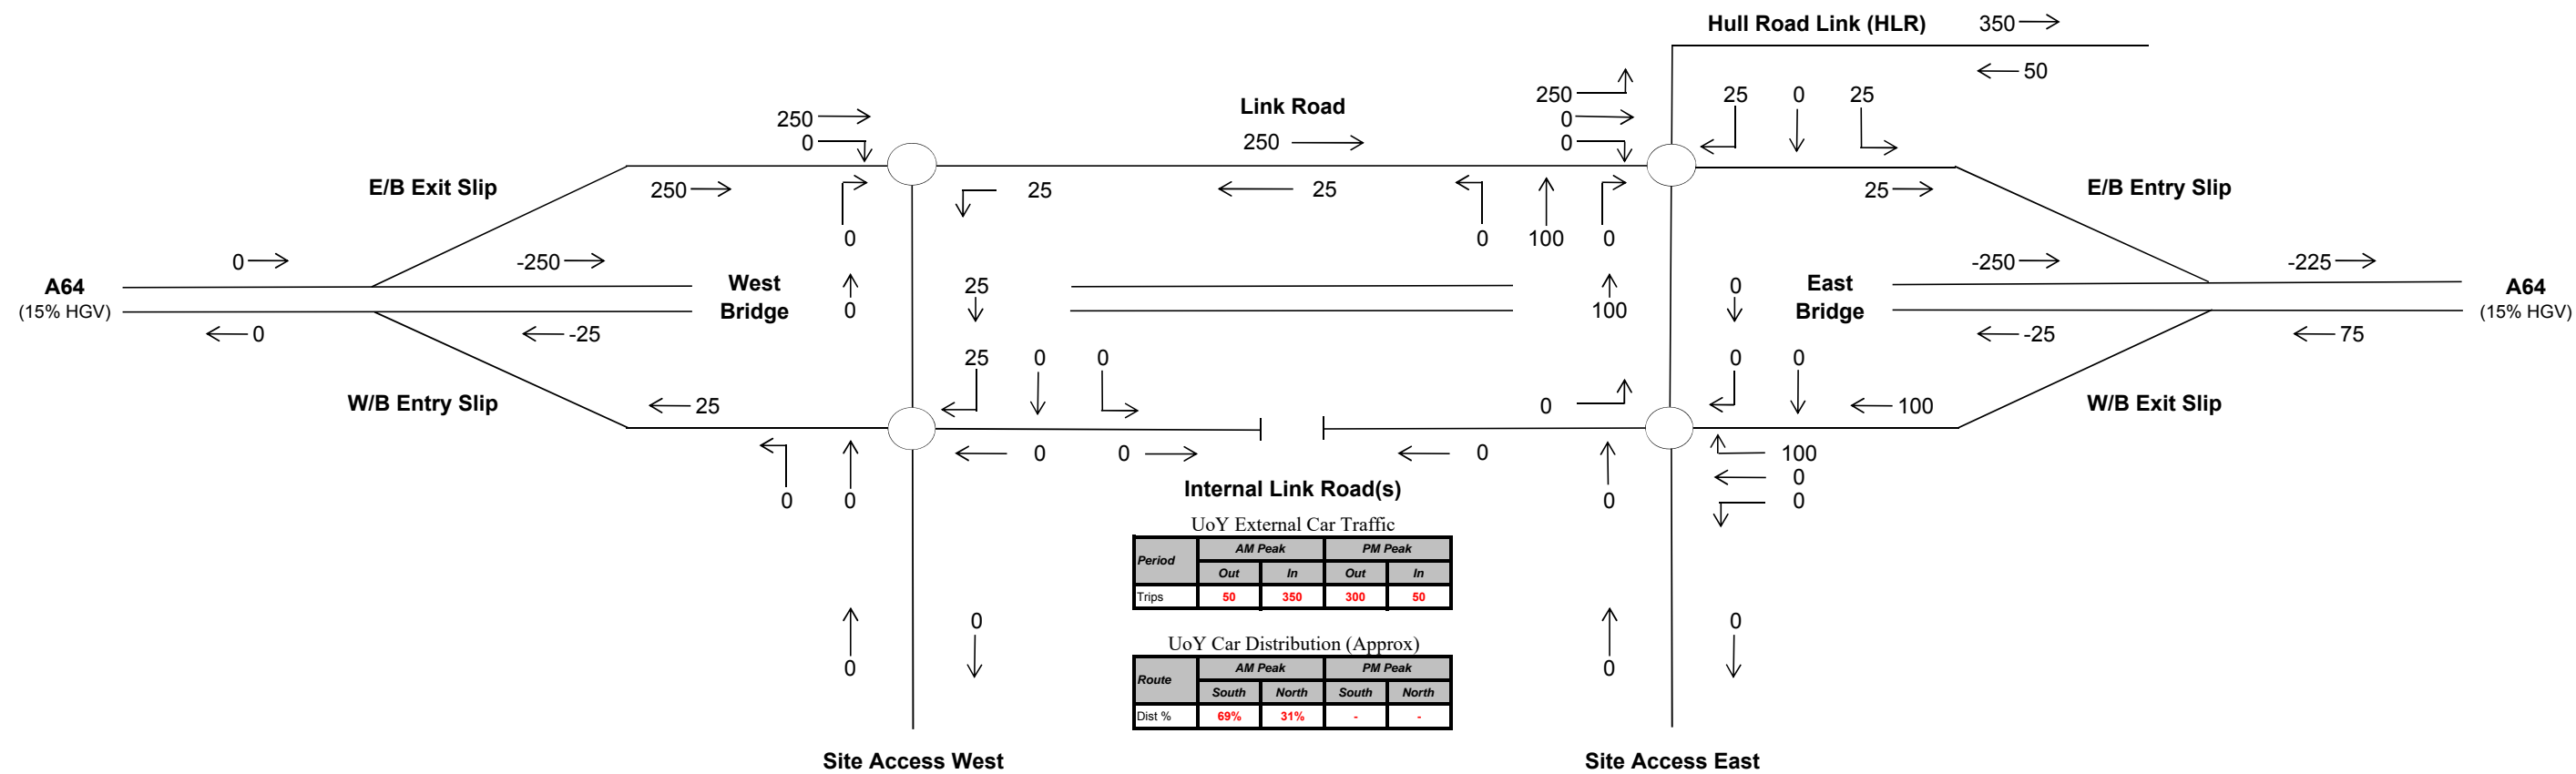 Hull Road Link (HLR) 350
50
250 25 0 25
250 Link Road 0
0 250 0
E/B Exit Slip 250 25 25 25 E/B Entry Slip
0 0 100 0
0 -250 -250 -225
A64 West 25 0 East A64
(15% HGV) Bridge 0 100 Bridge (15% HGV)
0 -25 -25 75
25 0 0 0 0
W/B Entry Slip 25 0 100 W/B Exit Slip
0 0 0 100
0
0 0 Internal Link Road(s) 0 0
UoY External Car Traffic
Period AM Peak PM Peak
Out In Out In
Trips 50 350 300 50
0 0
UoY Car Distribution (Approx)
0 0
Route AM Peak PM Peak
South North South North
Dist % 69% 31% - -
Site Access West Site Access East